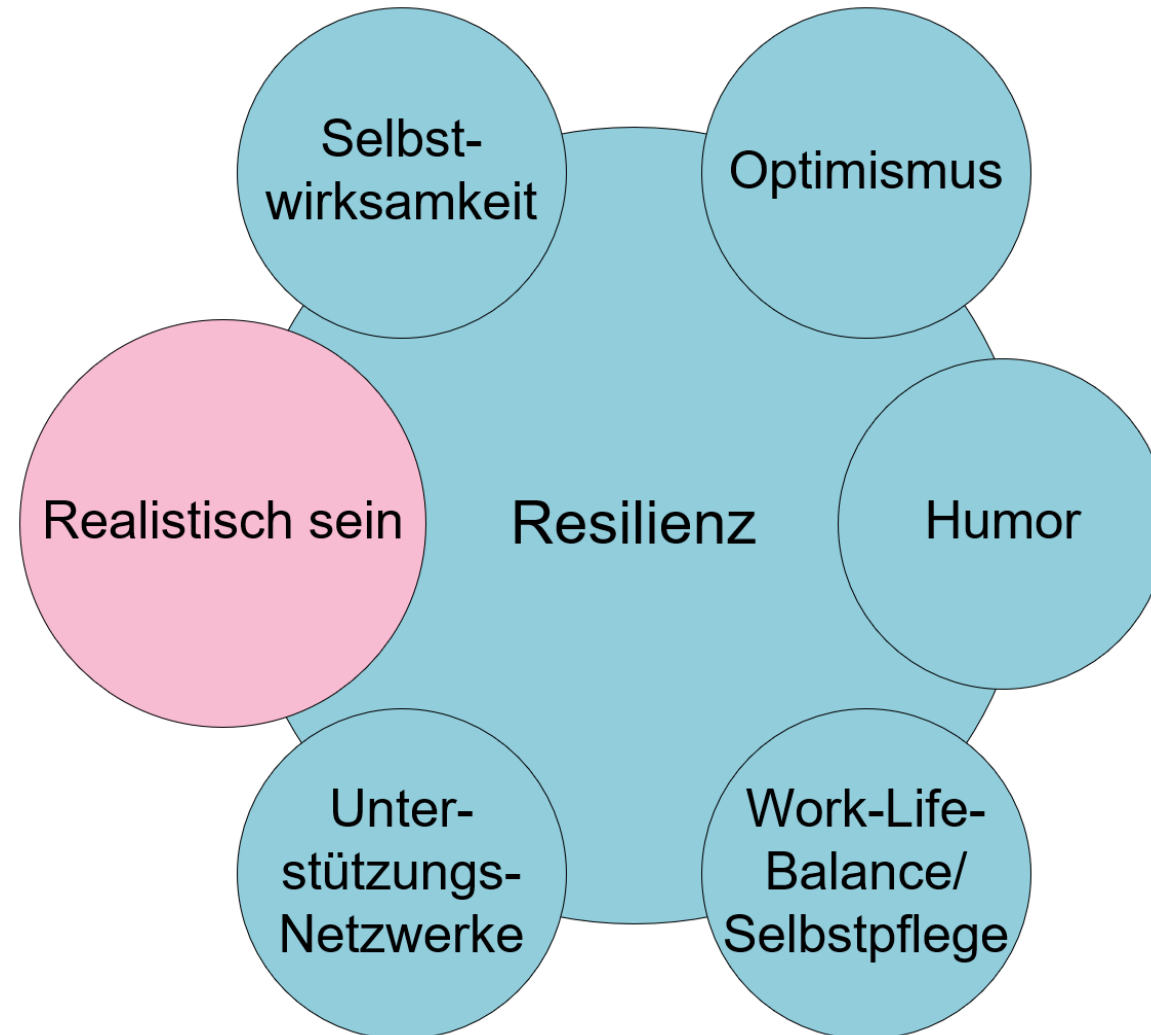 Selbst-
wirksamkeit
Optimismus
Realistisch sein
Resilienz
Humor
Unter-
stützungs-
Netzwerke
Work-Life-
Balance/
Selbstpflege